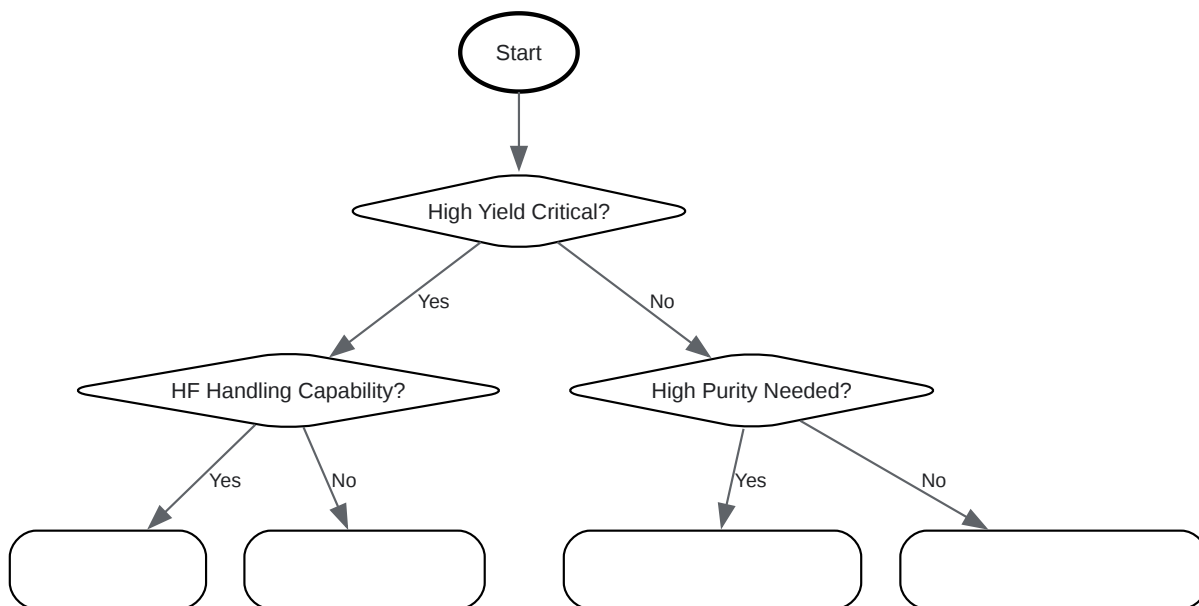 Start
High Yield Critical?
Yes
No
HF Handling Capability?
High Purity Needed?
Yes
No
Yes
No